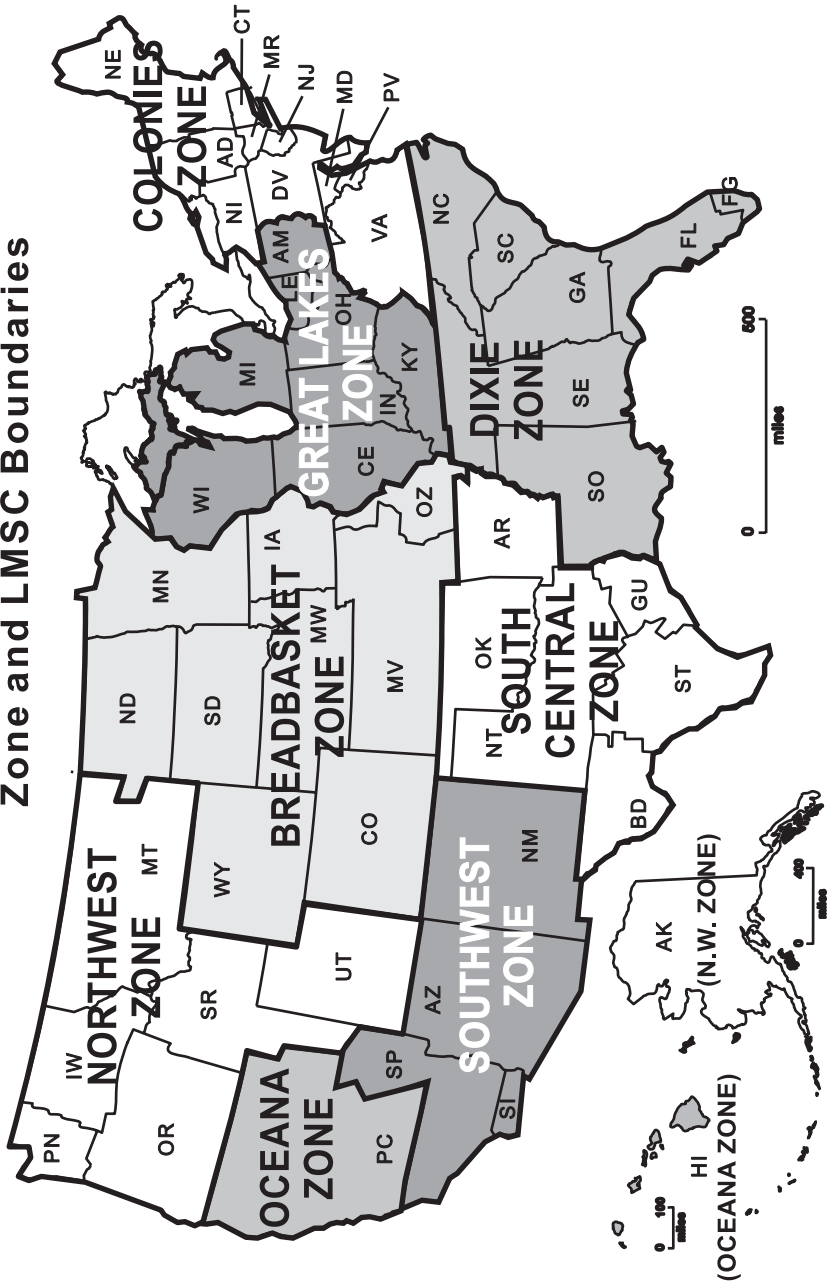 Zone and LMSC Boundaries
NORTHWEST
ZONE
PN
IW
MT
OR
SR
UT
AK
(N.W. ZONE)
OCEANA
ZONE
PC
HI
(OCEANA ZONE)
SOUTHWEST
ZONE
SP
SI
AZ
NM
BREADBASKET
ZONE
ND
SD
MN
WY
CO
IA
MW
MV
OZ
SOUTH
CENTRAL
ZONE
OK
AR
NT
BD
ST
GU
GREAT LAKES
ZONE
WI
MI
CE
IN
OH
LE
AM
KY
DIXIE
ZONE
NC
SC
GA
SE
SO
FL
FG
COLONIES
ZONE
NE
AD
NI
DV
VA
CT
MR
NJ
MD
PV
0 500
miles
0 400
miles
0 100
miles